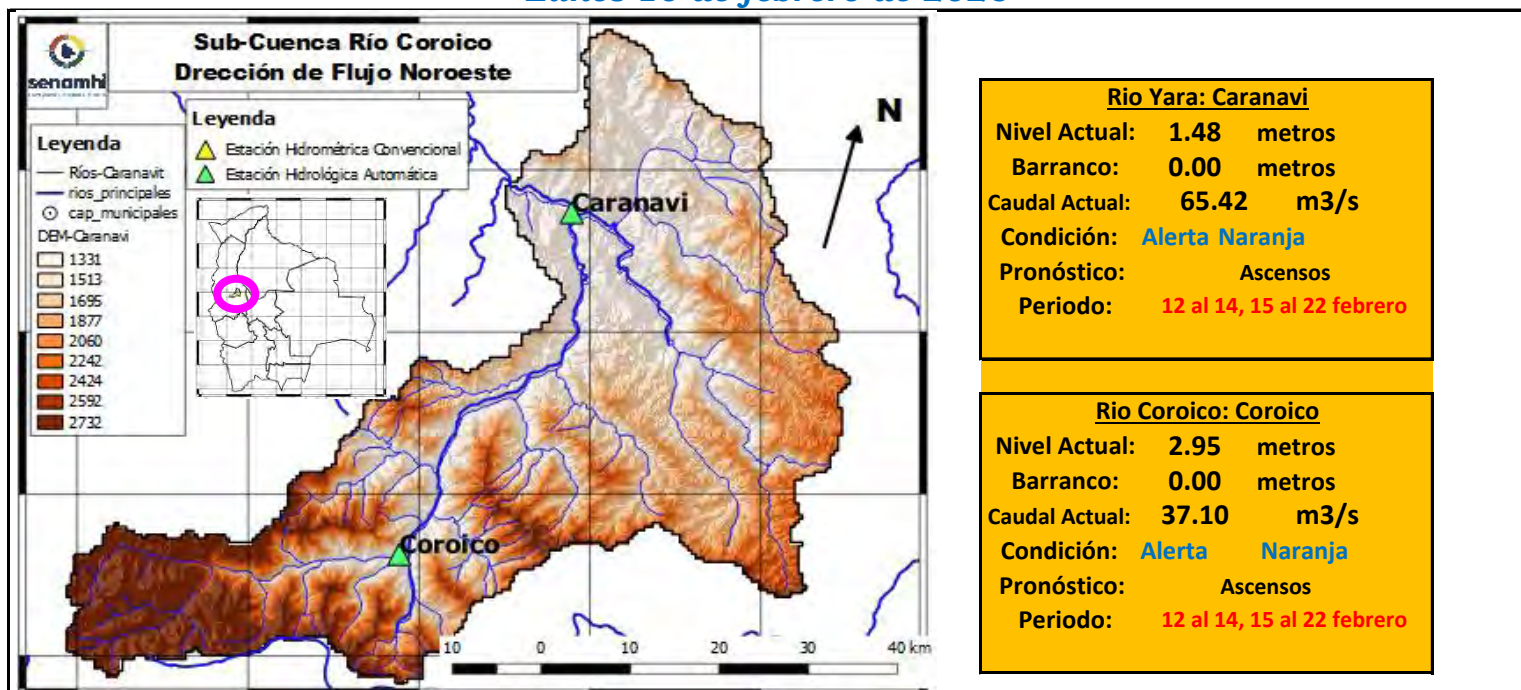 senamhi
Sub-Cuenca Río Coroico
Drección de Flujo Noroeste
Leyenda
Estación Hidrométrica Convencional
Estación Hidrológica Automática
Leyenda
Ríos-Caranavit
rios_principales
cap_municipales
DEM-Caranavi
1331
1513
1695
1877
2060
2242
2424
2592
2732
N
Caranavi
Coroico
10 0 10 20 30 40 km
Rio Yara: Caranavi
Nivel Actual: 1.48 metros
Barranco: 0.00 metros
Caudal Actual: 65.42 m3/s
Condición: Alerta Naranja
Pronóstico: Ascensos
Periodo: 12 al 14, 15 al 22 febrero
Rio Coroico: Coroico
Nivel Actual: 2.95 metros
Barranco: 0.00 metros
Caudal Actual: 37.10 m3/s
Condición: Alerta Naranja
Pronóstico: Ascensos
Periodo: 12 al 14, 15 al 22 febrero